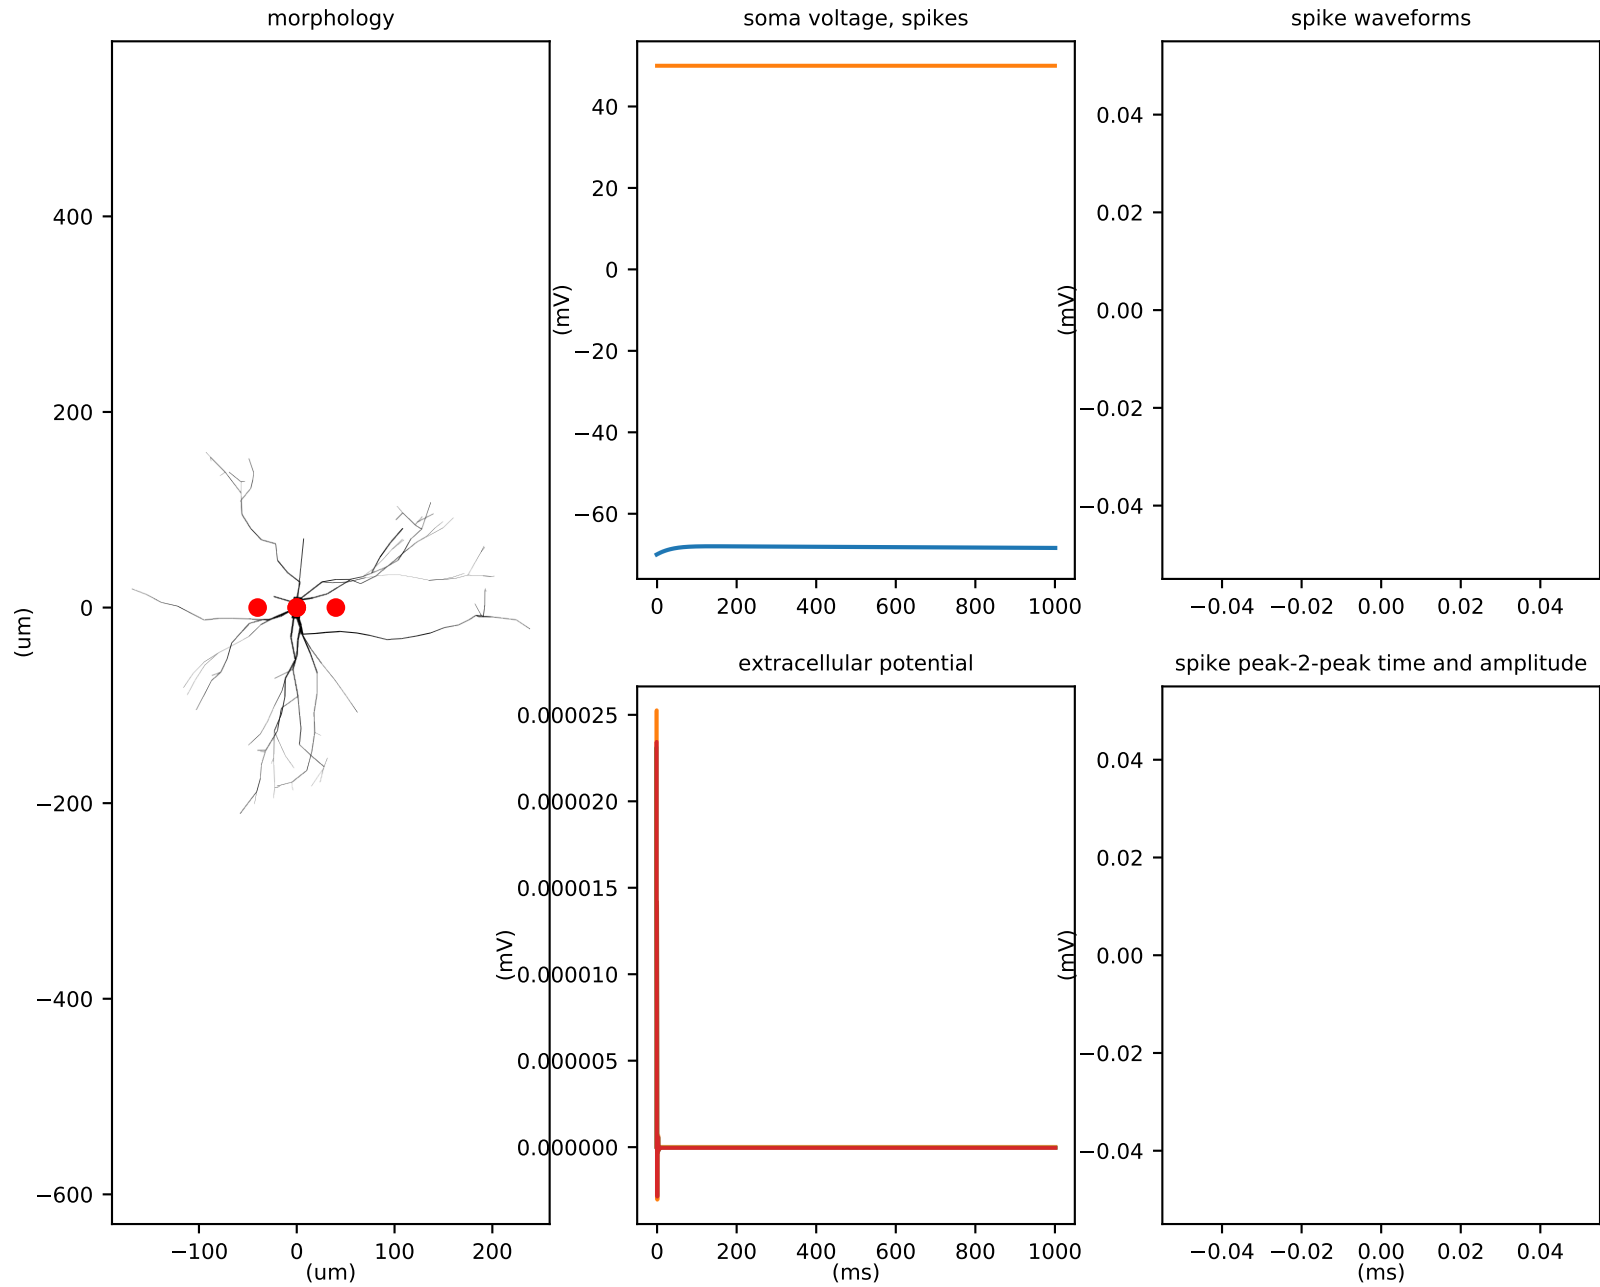 morphology
400
200
0
−200
−400
−600
(um)
−100 0 100 200
(um)
soma voltage, spikes
40
20
0
−20
−40
−60
(mV)
0 200 400 600 800 1000
spike waveforms
0.04
0.02
0.00
−0.02
−0.04
(mV)
−0.04 −0.02 0.00 0.02 0.04
extracellular potential
0.000025
0.000020
0.000015
0.000010
0.000005
0.000000
(mV)
0 200 400 600 800 1000
(ms)
spike peak-2-peak time and amplitude
0.04
0.02
0.00
−0.02
−0.04
(mV)
−0.04 −0.02 0.00 0.02 0.04
(ms)